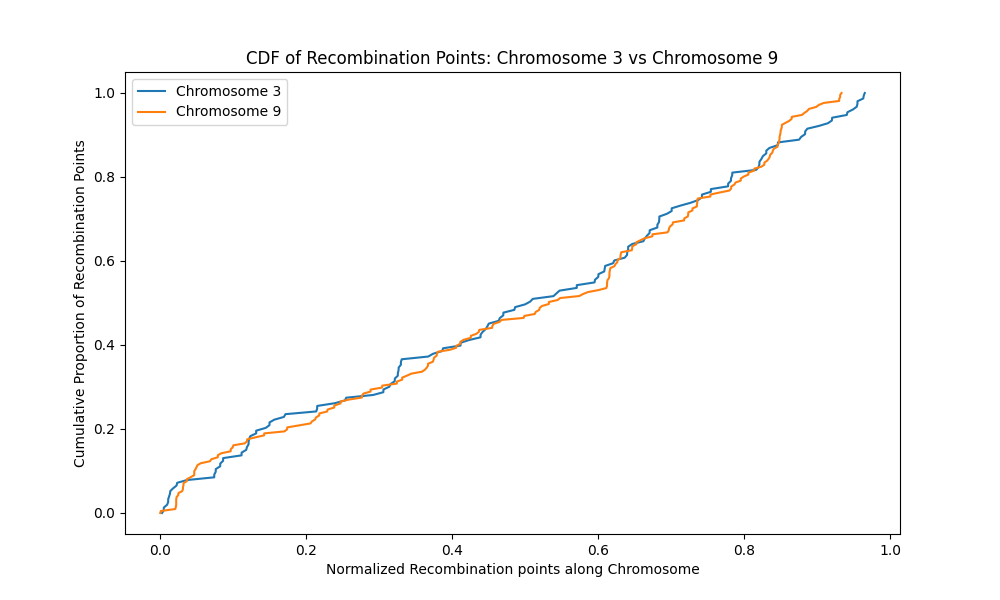 CDF of Recombination Points: Chromosome 3 vs Chromosome 9
Chromosome 3
Chromosome 9
Cumulative Proportion of Recombination Points
1.0
0.8
0.6
0.4
0.2
0.0
0.0 0.2 0.4 0.6 0.8 1.0
Normalized Recombination points along Chromosome